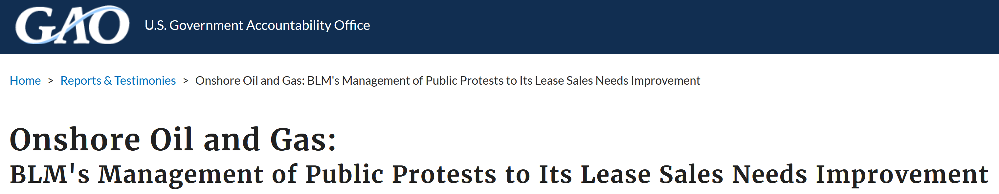 GAO
U.S. Government Accountability Office
Home > Reports & Testimonies > Onshore Oil and Gas: BLM's Management of Public Protests to Its Lease Sales Needs Improvement
Onshore Oil and Gas:
BLM's Management of Public Protests to Its Lease Sales Needs Improvement